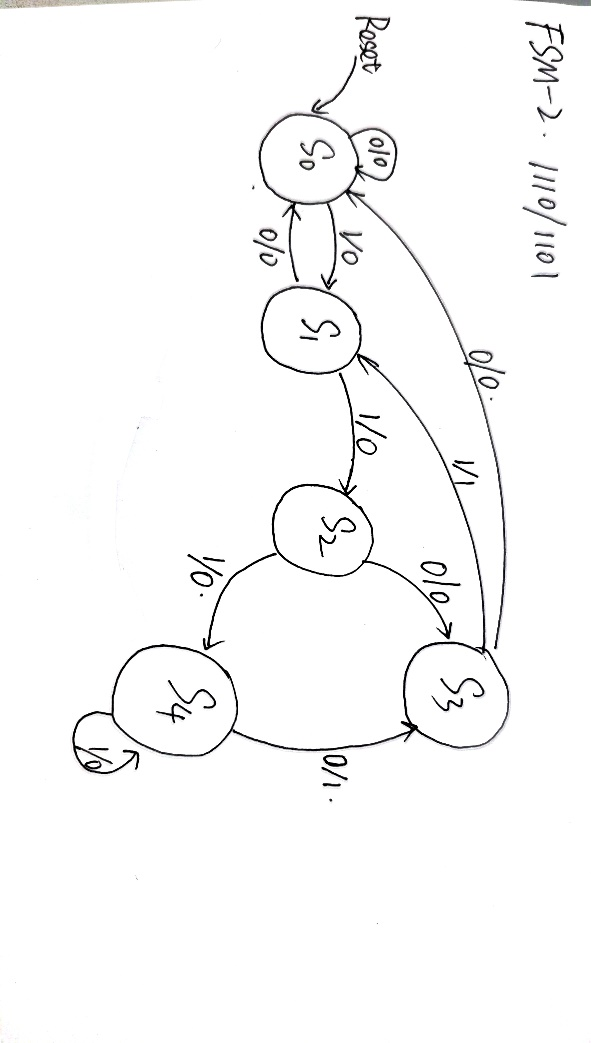 FSM-2. 1110/1101
Reset
0/0
S0
1/0
0/0
S1
0/0.
1/1
1/0
S2
0/0
1/0.
S3
S4
0/1.
1/0